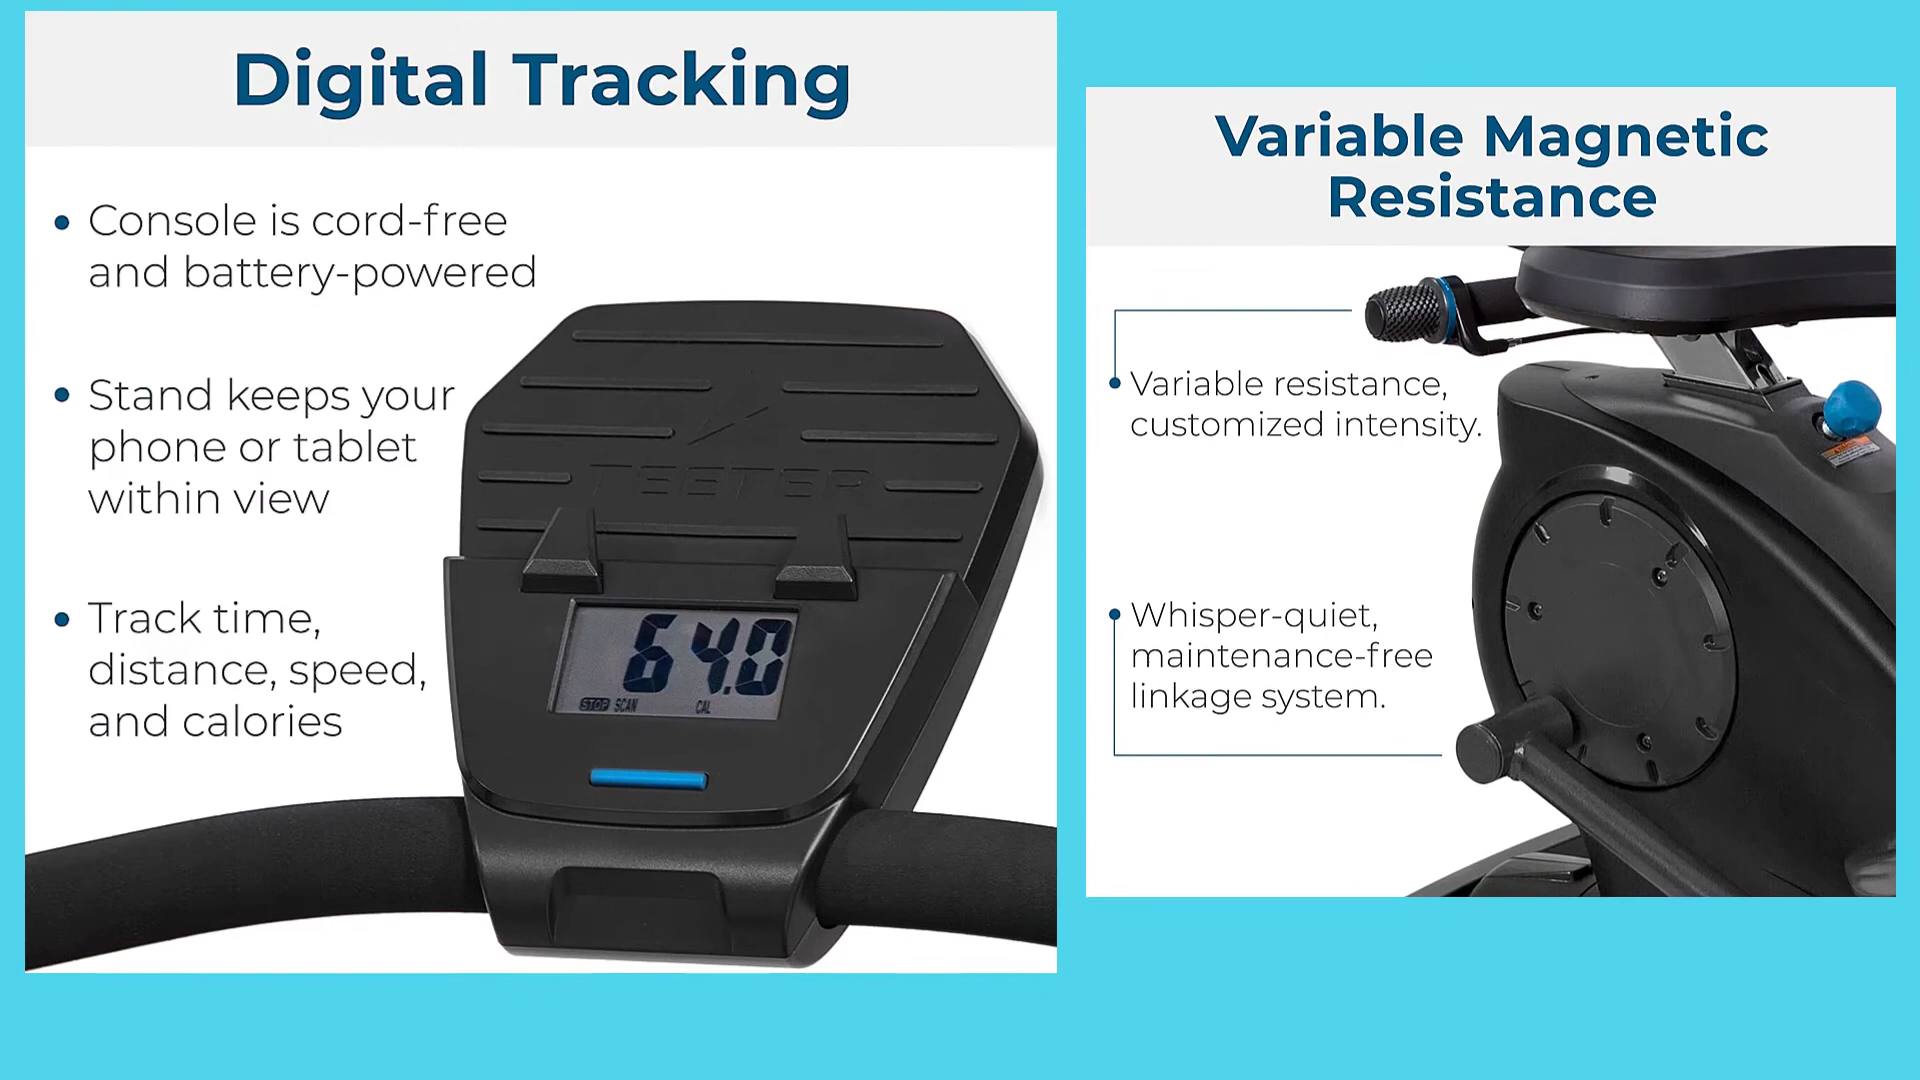 Digital Tracking
Console is cord-free
and battery-powered
Stand keeps your
phone or tablet
within view
Track time,
distance, speed,
and calories
TEETER
64.0
STOP SCAN CAL
Variable Magnetic
Resistance
Variable resistance,
customized intensity.
Whisper-quiet,
maintenance-free
linkage system.